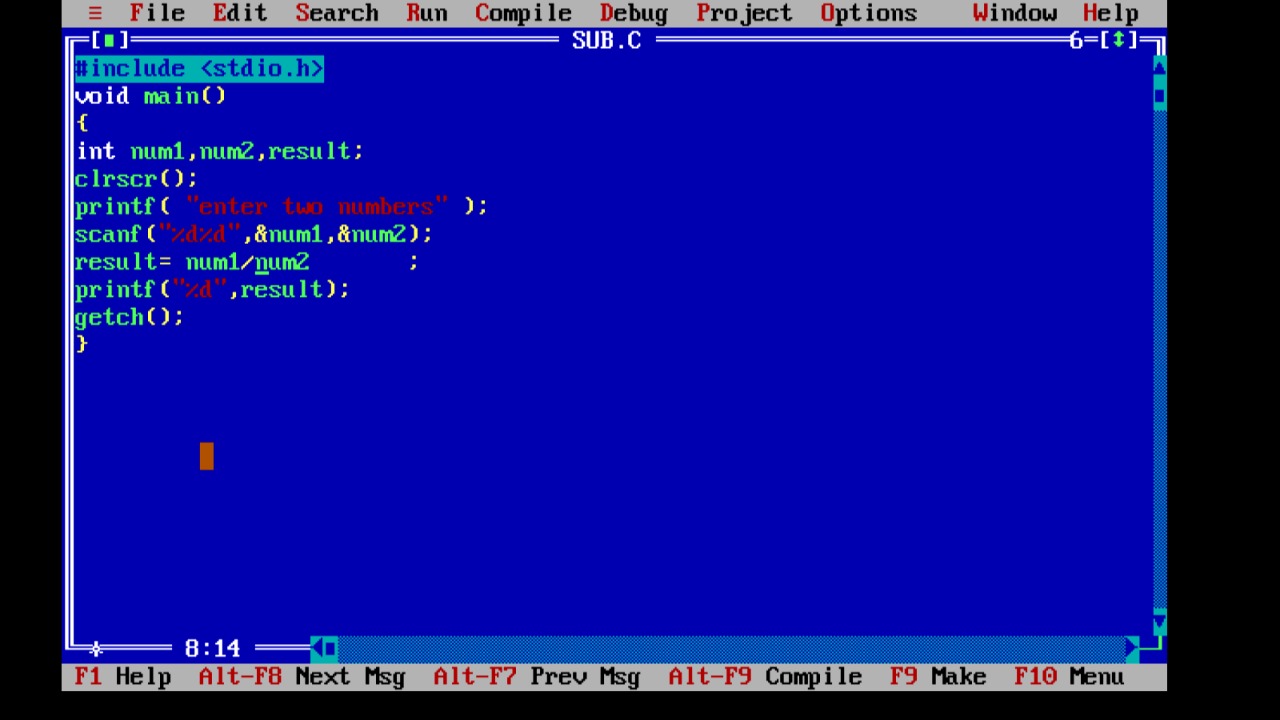 ≡ File Edit Search Run Compile Debug Project Options Window Help
[■] SUB.C 6=[↕]
#include <stdio.h>
void main()
{
int num1,num2,result;
clrscr();
printf( "enter two numbers" );
scanf("%d%d",&num1,&num2);
result= num1/num2 ;
printf("%d",result);
getch();
}
8:14
F1 Help Alt-F8 Next Msg Alt-F7 Prev Msg Alt-F9 Compile F9 Make F10 Menu